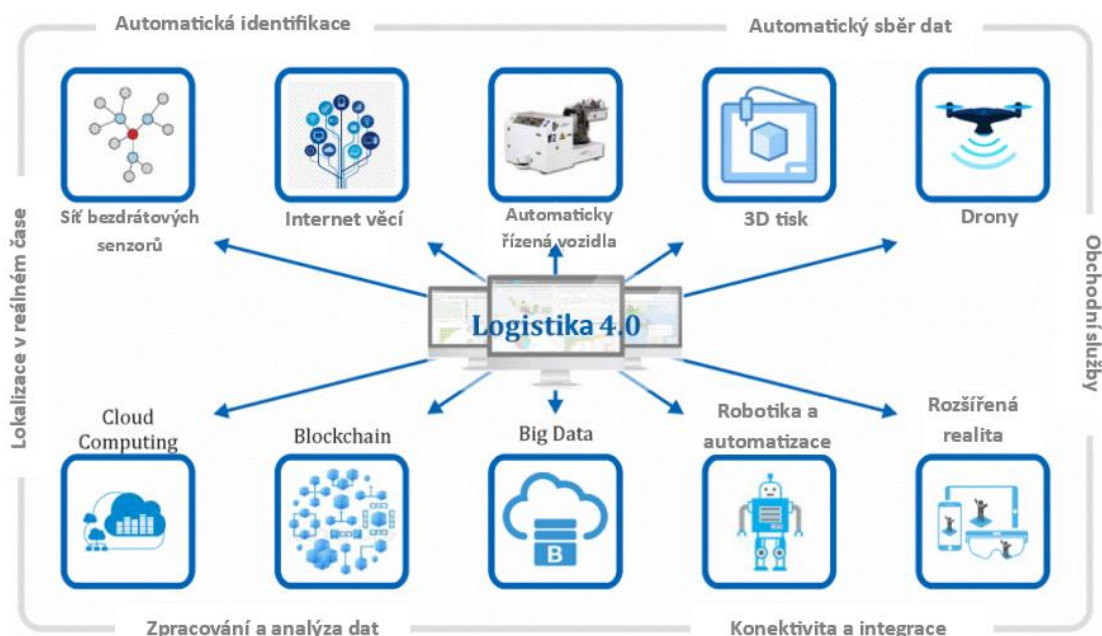 Automatická identifikace
Automatický sběr dat
Síť bezdrátových
senzorů
Internet věcí
Automaticky
řízená vozidla
3D tisk
Drony
Lokalizace v reálném čase
Obchodní služby
Logistika 4.0
Cloud
Computing
Blockchain
Big Data
Robotika a
automatizace
Rozšířená
realita
B
Zpracování a analýza dat
Konektivita a integrace